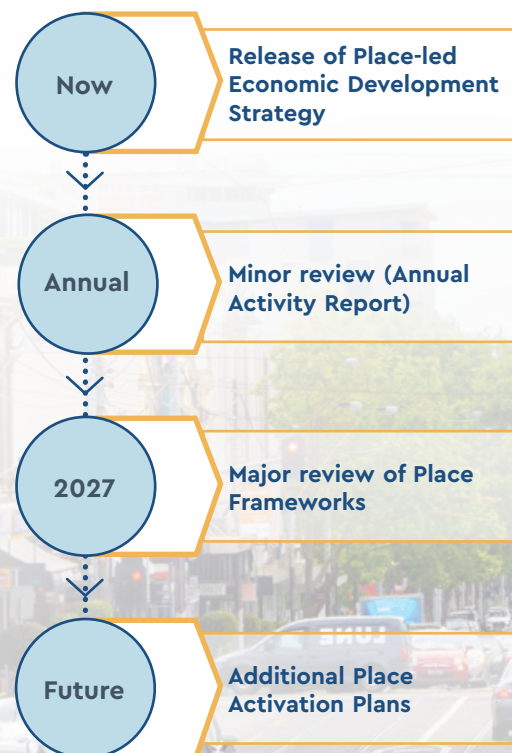 Now
Release of Place-led
Economic Development
Strategy
Annual
Minor review (Annual
Activity Report)
2027
Major review of Place
Frameworks
Future
Additional Place
Activation Plans